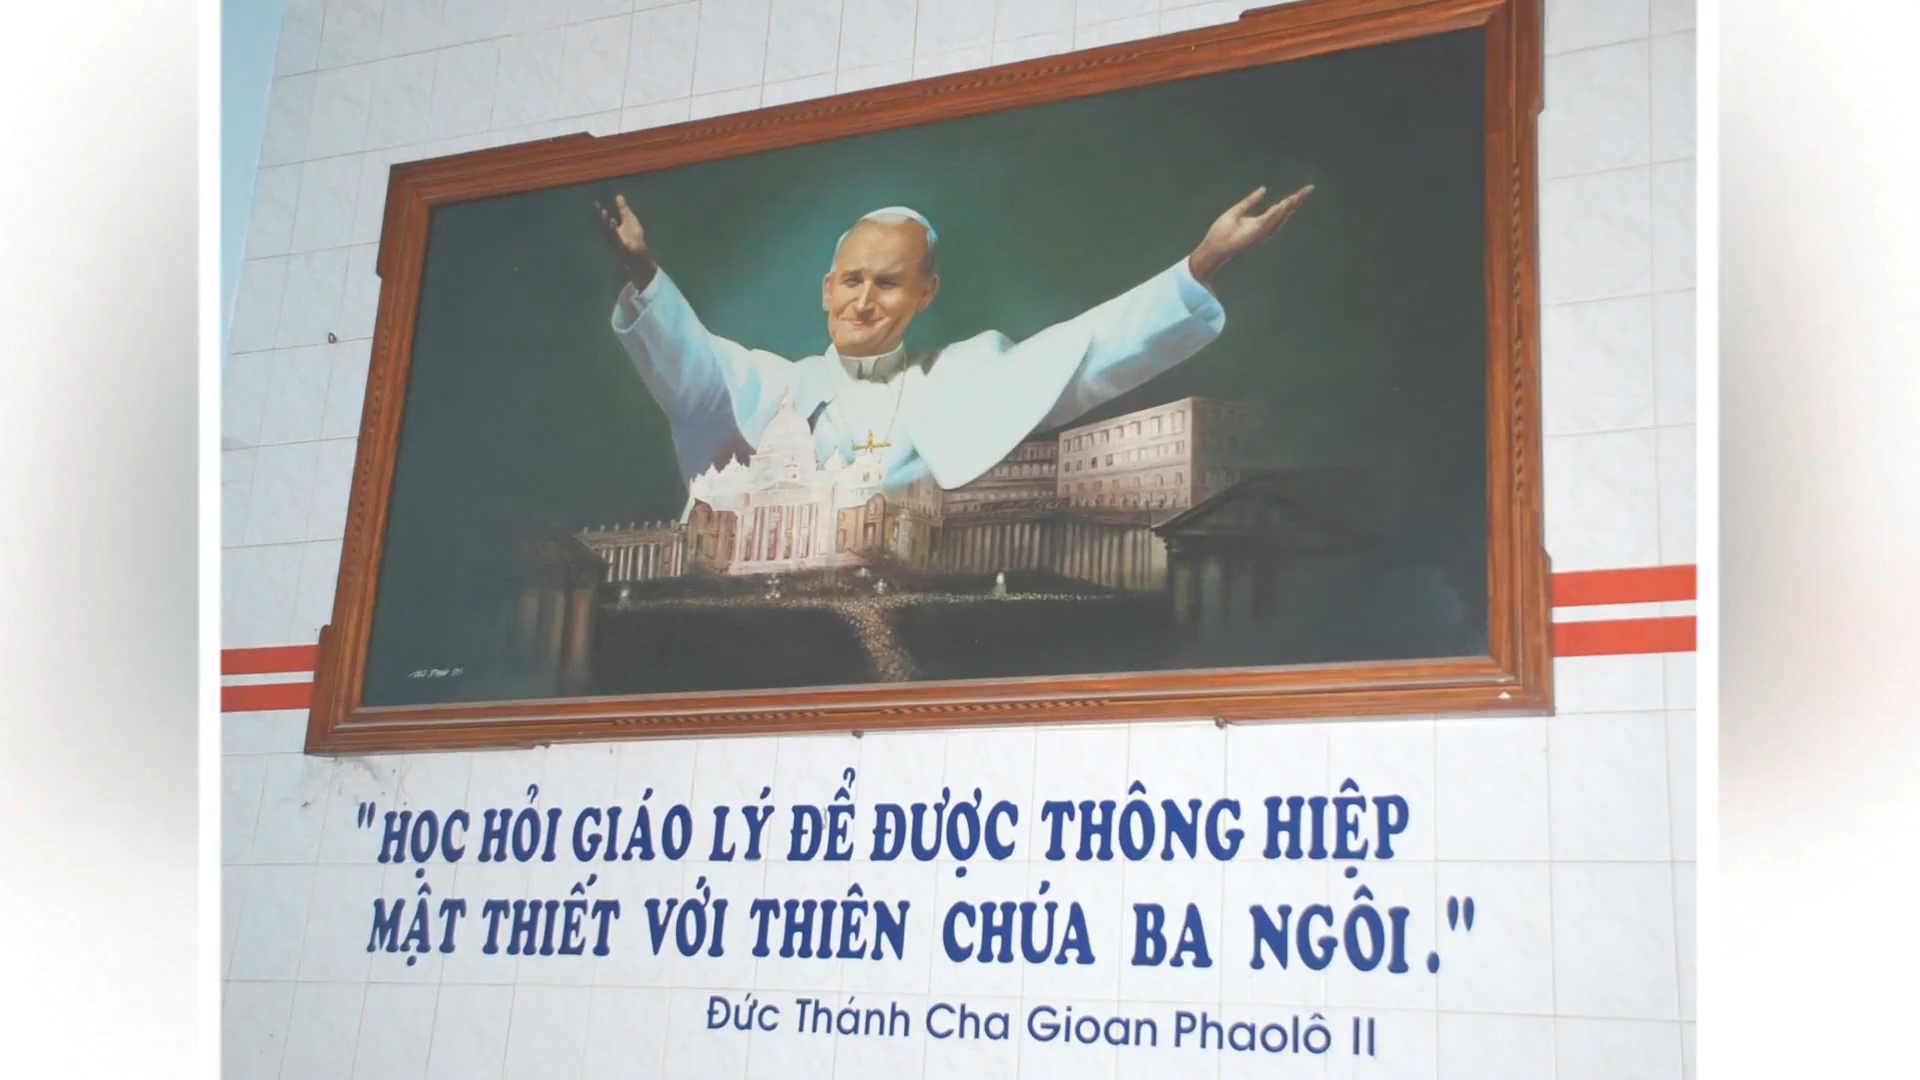 "HỌC HỎI GIÁO LÝ ĐỂ ĐƯỢC THÔNG HIỆP
MẬT THIẾT VỚI THIÊN CHÚA BA NGÔI."
Đức Thánh Cha Gioan Phaolô II